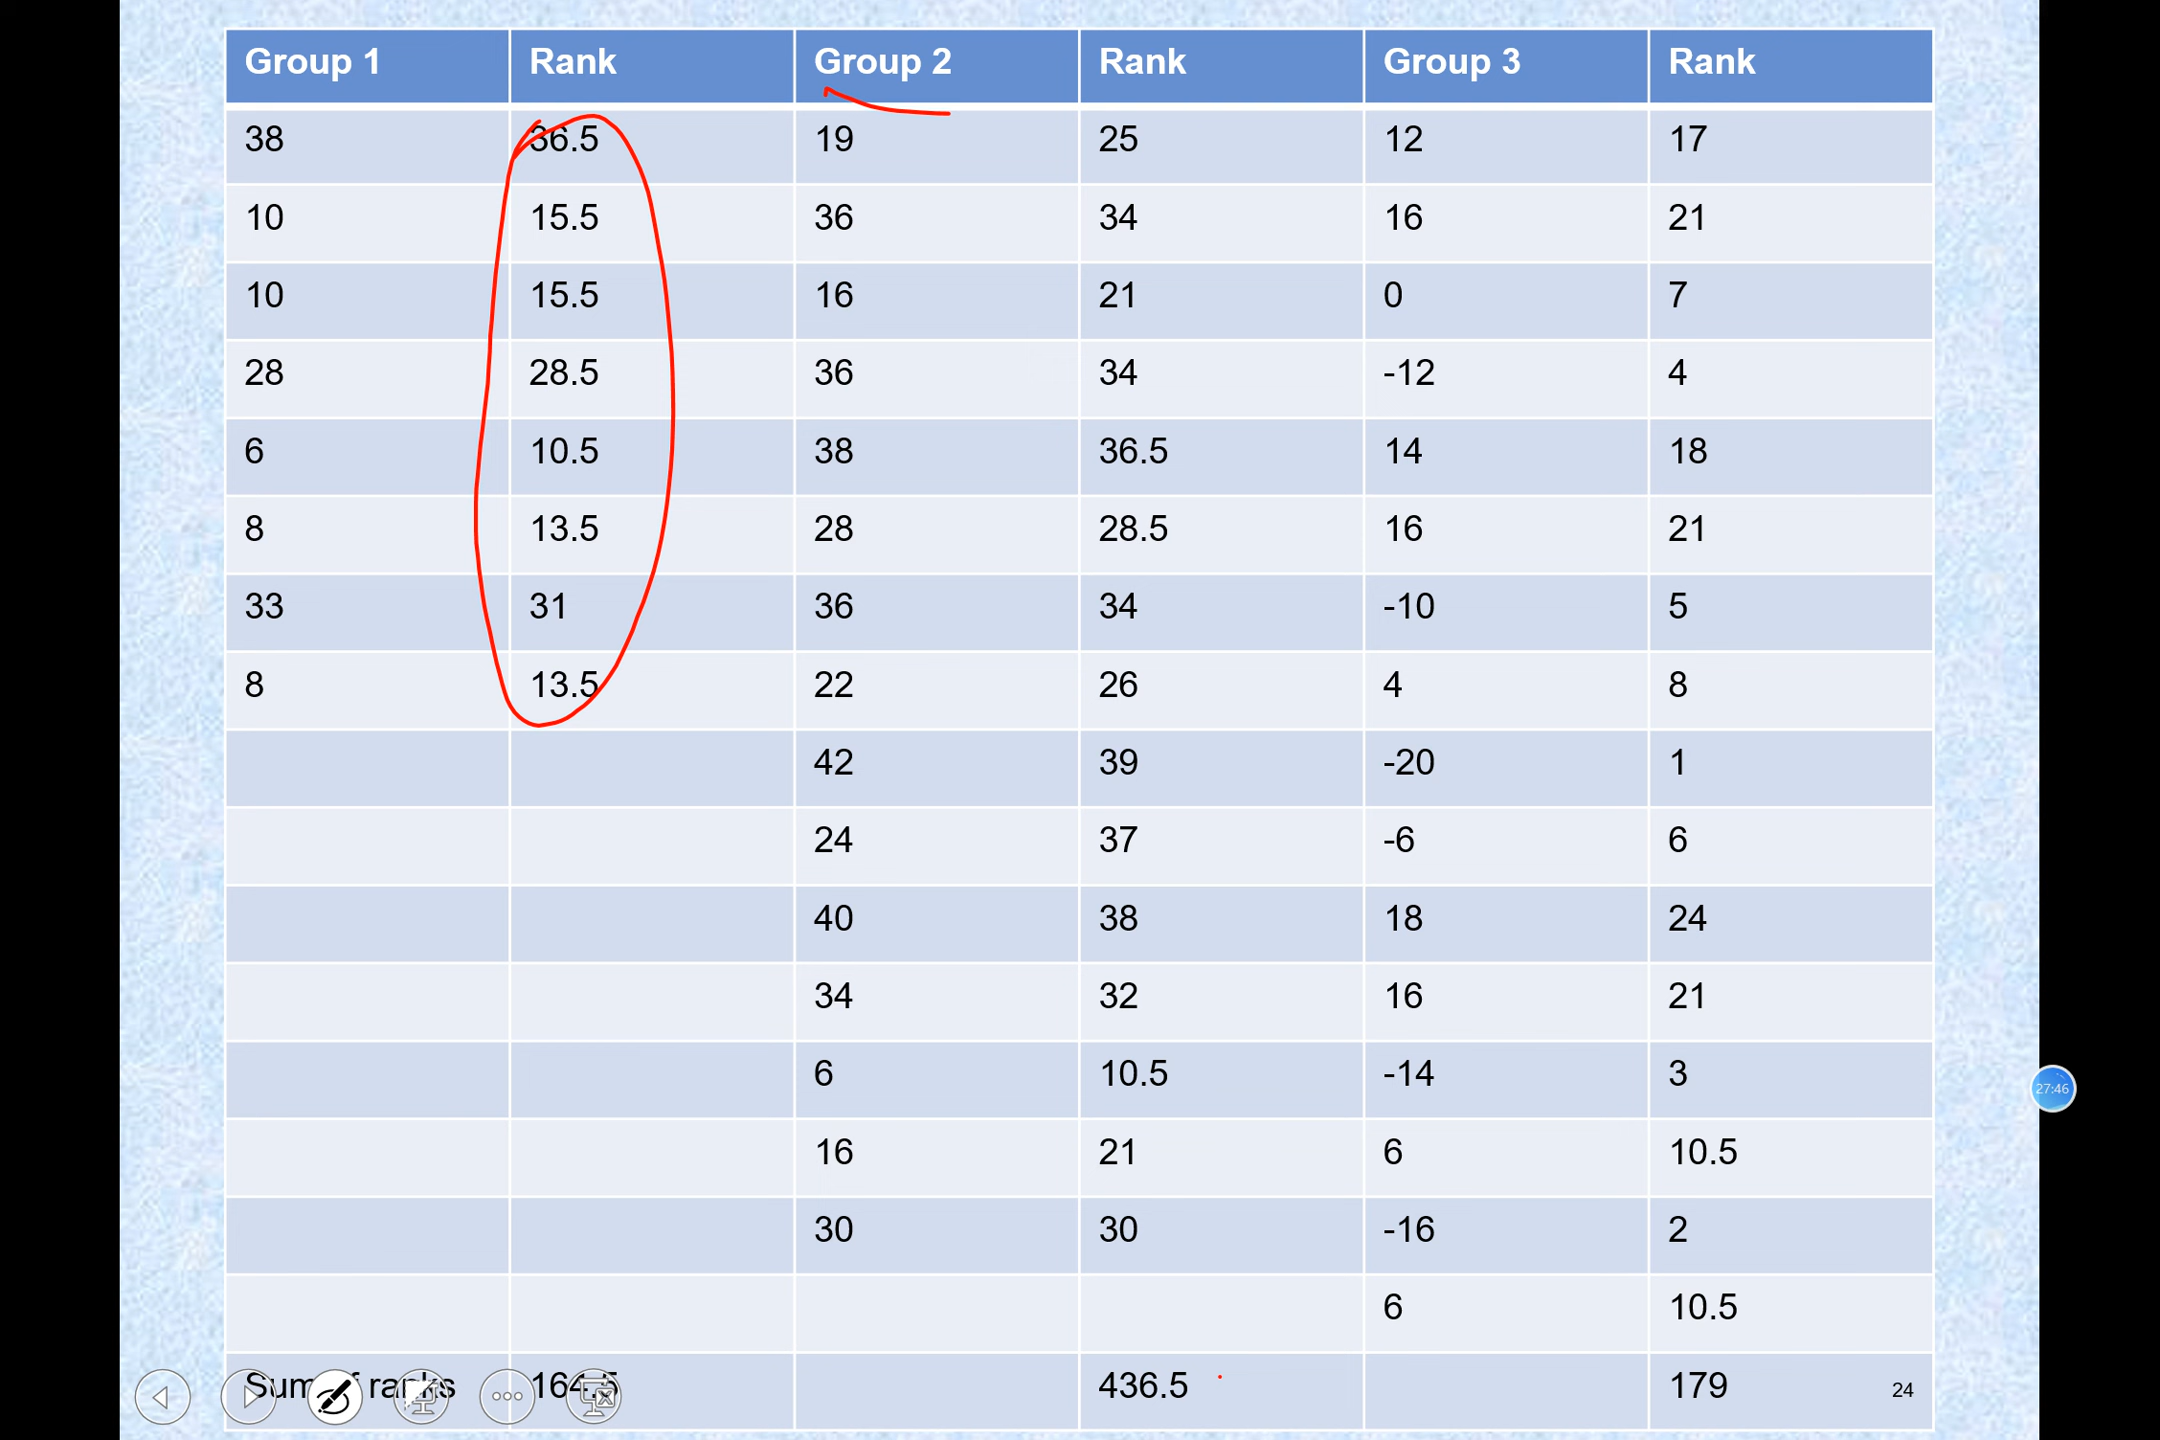 Group 1 Rank Group 2 Rank Group 3 Rank
38 36.5 19 25 12 17
10 15.5 36 34 16 21
10 15.5 16 21 0 7
28 28.5 36 34 -12 4
6 10.5 38 36.5 14 18
8 13.5 28 28.5 16 21
33 31 36 34 -10 5
8 13.5 22 26 4 8
42 39 -20 1
24 37 -6 6
40 38 18 24
34 32 16 21
6 10.5 -14 3
16 21 6 10.5
30 30 -16 2
6 10.5
Sum of ranks 164.5 436.5 179
24
27:46